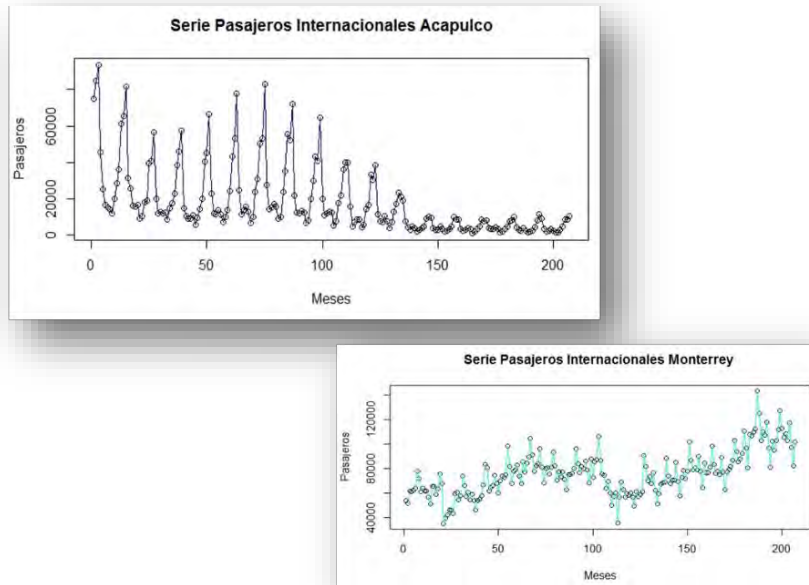 Serie Pasajeros Internacionales Acapulco
Pasajeros
60000
20000
0
0 50 100 150 200
Meses
Serie Pasajeros Internacionales Monterrey
Pasajeros
120000
80000
40000
0 50 100 150 200
Meses